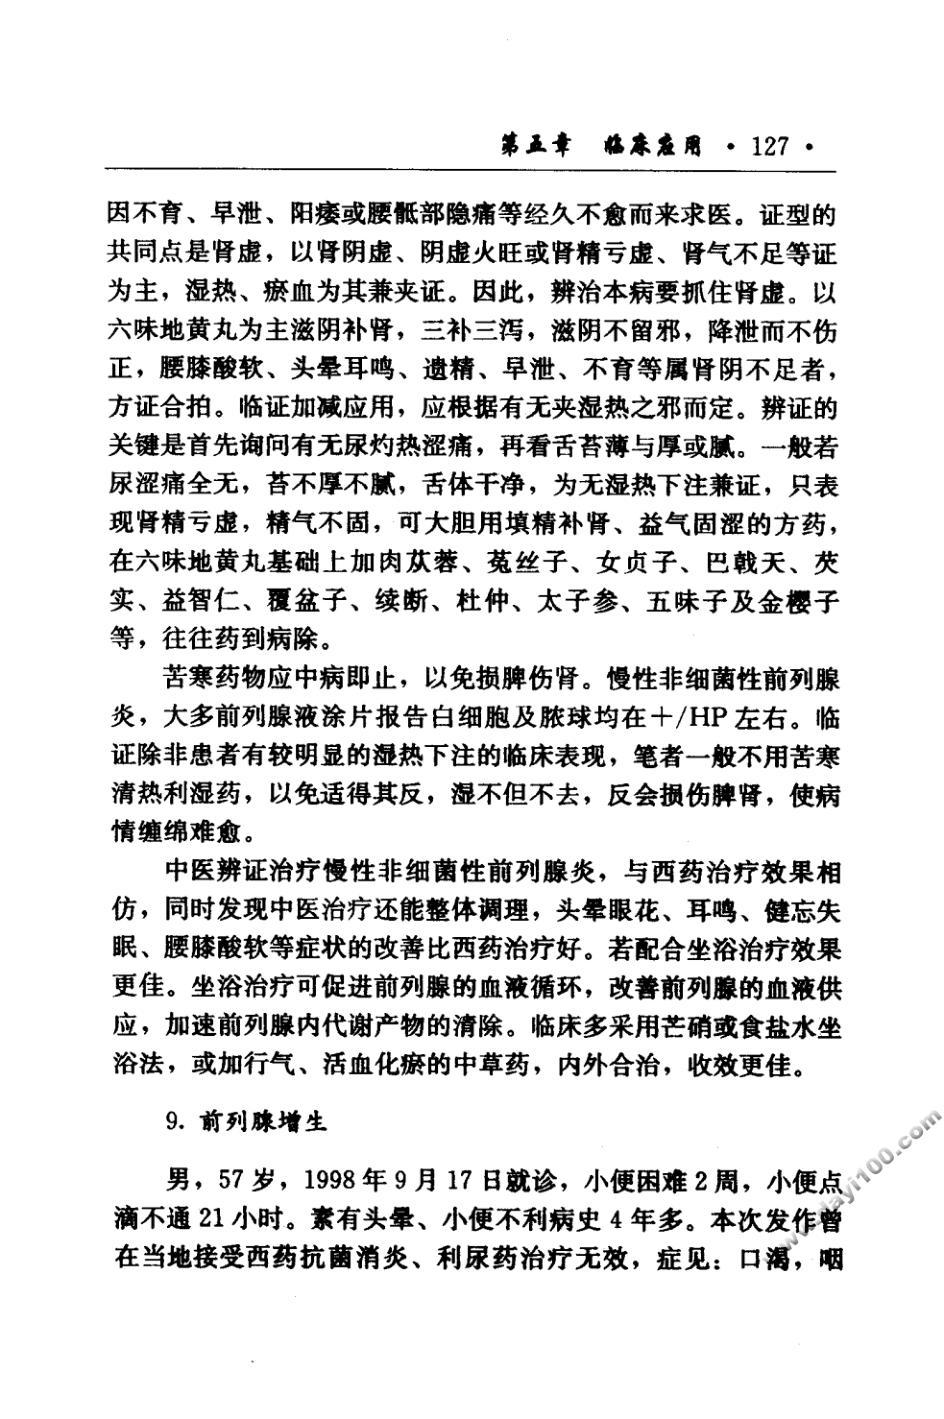 第五章 临床应用 · 127 ·
因不育、早泄、阳痿或腰骶部隐痛等经久不愈而来求医。证型的
共同点是肾虚，以肾阴虚、阴虚火旺或肾精亏虚、肾气不足等证
为主，湿热、瘀血为其兼夹证。因此，辨治本病要抓住肾虚。以
六味地黄丸为主滋阴补肾，三补三泻，滋阴不留邪，降泄而不伤
正，腰膝酸软、头晕耳鸣、遗精、早泄、不育等属肾阴不足者，
方证合拍。临证加减应用，应根据有无夹湿热之邪而定。辨证的
关键是首先询问有无尿灼热涩痛，再看舌苔薄与厚或腻。一般若
尿涩痛全无，苔不厚不腻，舌体干净，为无湿热下注兼证，只表
现肾精亏虚，精气不固，可大胆用填精补肾、益气固涩的方药，
在六味地黄丸基础上加肉苁蓉、菟丝子、女贞子、巴戟天、芡
实、益智仁、覆盆子、续断、杜仲、太子参、五味子及金樱子
等，往往药到病除。
苦寒药物应中病即止，以免损脾伤肾。慢性非细菌性前列腺
炎，大多前列腺液涂片报告白细胞及脓球均在＋/HP 左右。临
证除非患者有较明显的湿热下注的临床表现，笔者一般不用苦寒
清热利湿药，以免适得其反，湿不但不去，反会损伤脾肾，使病
情缠绵难愈。
中医辨证治疗慢性非细菌性前列腺炎，与西药治疗效果相
仿，同时发现中医治疗还能整体调理，头晕眼花、耳鸣、健忘失
眠、腰膝酸软等症状的改善比西药治疗好。若配合坐浴治疗效果
更佳。坐浴治疗可促进前列腺的血液循环，改善前列腺的血液供
应，加速前列腺内代谢产物的清除。临床多采用芒硝或食盐水坐
浴法，或加行气、活血化瘀的中草药，内外合治，收效更佳。
9. 前列腺增生
男，57 岁，1998 年 9 月 17 日就诊，小便困难 2 周，小便点
滴不通 21 小时。素有头晕、小便不利病史 4 年多。本次发作曾
在当地接受西药抗菌消炎、利尿药治疗无效，症见：口渴，咽
www.dayi100.com